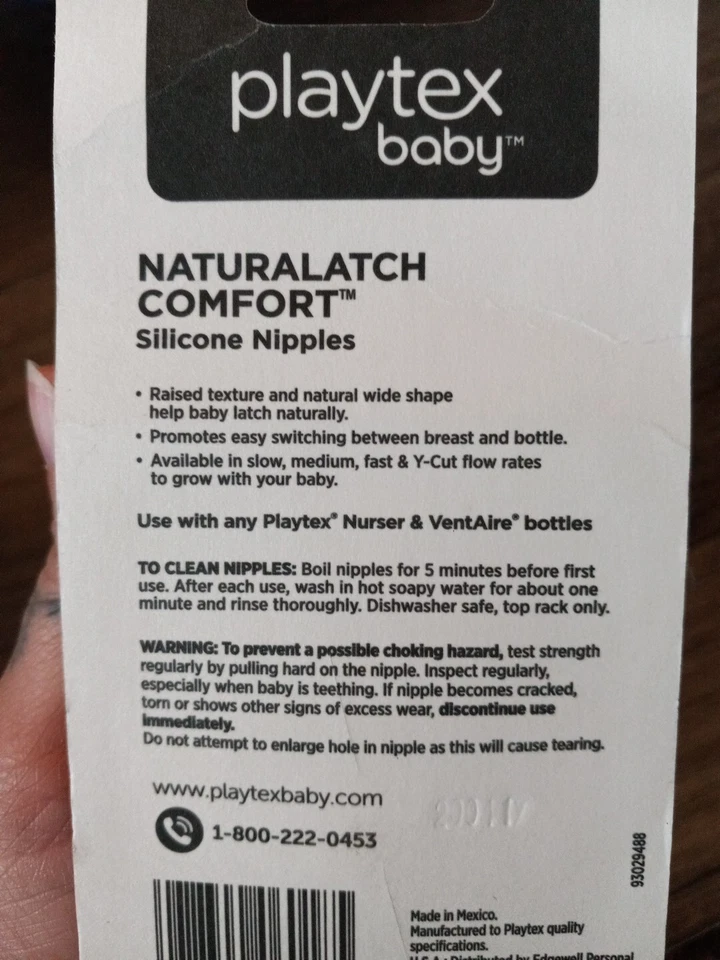 playtex
baby™
NATURALATCH
COMFORT™
Silicone Nipples
• Raised texture and natural wide shape
help baby latch naturally.
• Promotes easy switching between breast and bottle.
• Available in slow, medium, fast & Y-Cut flow rates
to grow with your baby.
Use with any Playtex® Nurser & VentAire® bottles
TO CLEAN NIPPLES: Boil nipples for 5 minutes before first
use. After each use, wash in hot soapy water for about one
minute and rinse thoroughly. Dishwasher safe, top rack only.
WARNING: To prevent a possible choking hazard, test strength
regularly by pulling hard on the nipple. Inspect regularly,
especially when baby is teething. If nipple becomes cracked,
torn or shows other signs of excess wear, discontinue use
immediately.
Do not attempt to enlarge hole in nipple as this will cause tearing.
www.playtexbaby.com
1-800-222-0453
93029488
Made in Mexico.
Manufactured to Playtex quality
specifications.
U.S.A.: Distributed by Edgewell Personal